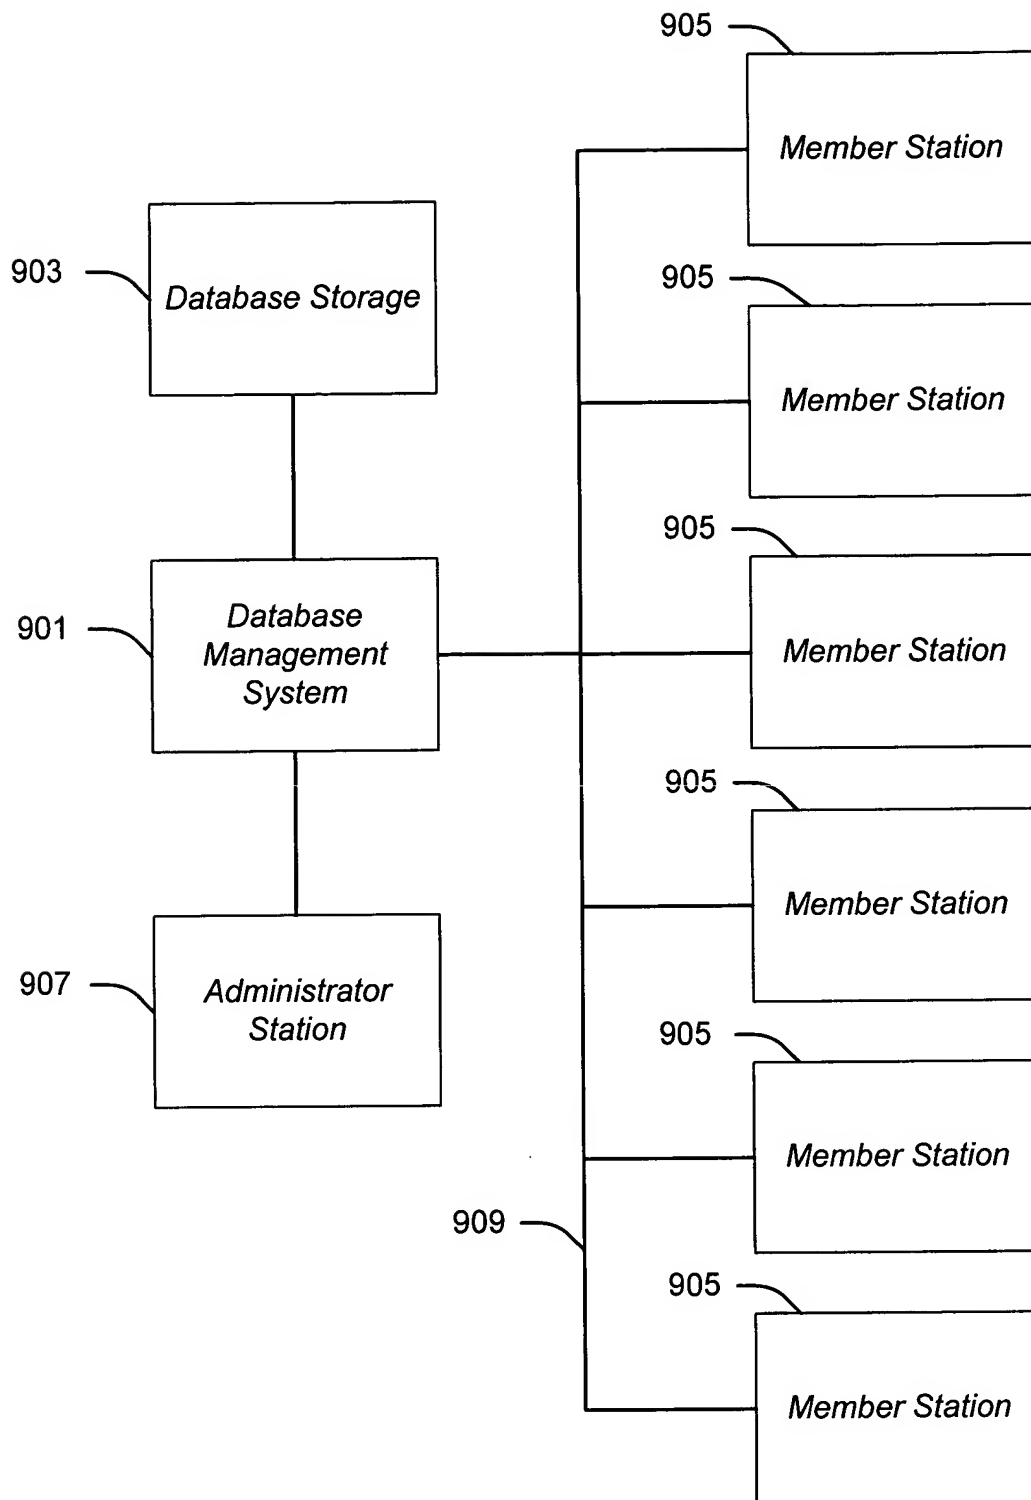 905
Member Station
903
Database Storage
905
Member Station
905
Member Station
901
Database
Management
System
905
Member Station
907
Administrator
Station
905
Member Station
909
905
Member Station